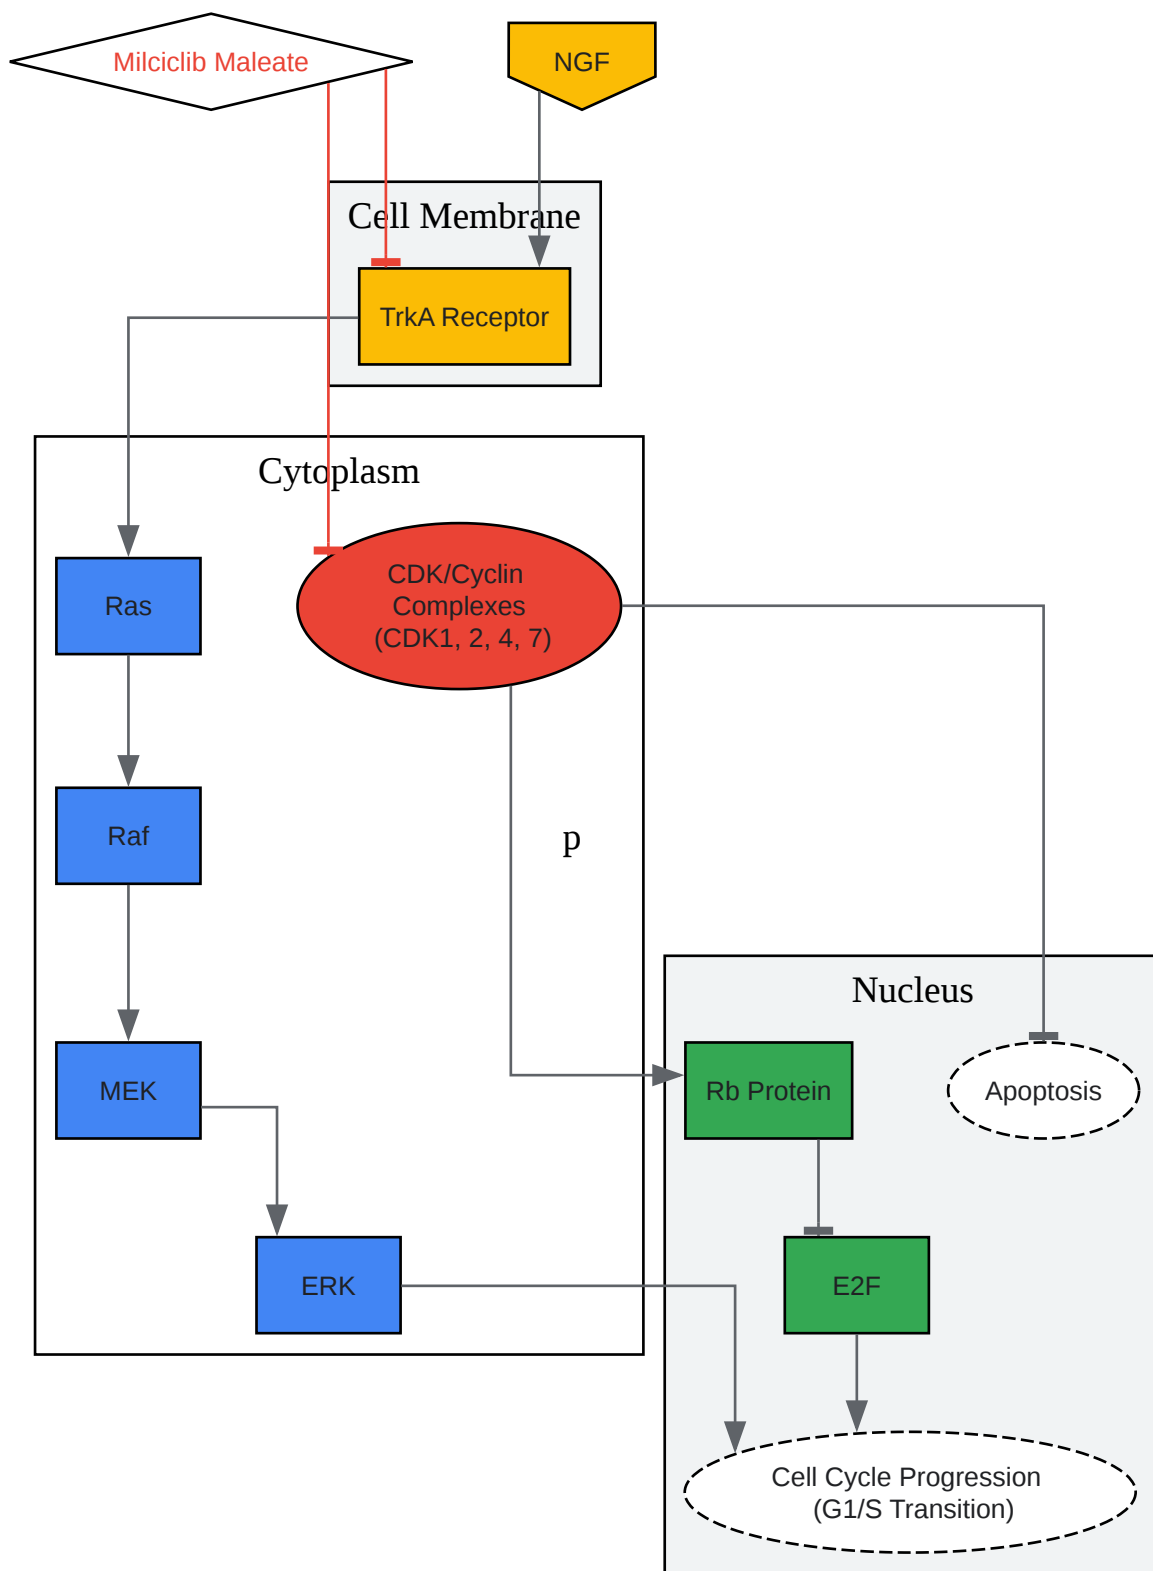 Milciclib Maleate
NGF
Cell Membrane
TrkA Receptor
Cytoplasm
Ras
CDK/Cyclin
Complexes
(CDK1, 2, 4, 7)
Raf
p
Nucleus
MEK
Rb Protein
Apoptosis
ERK
E2F
Cell Cycle Progression
(G1/S Transition)